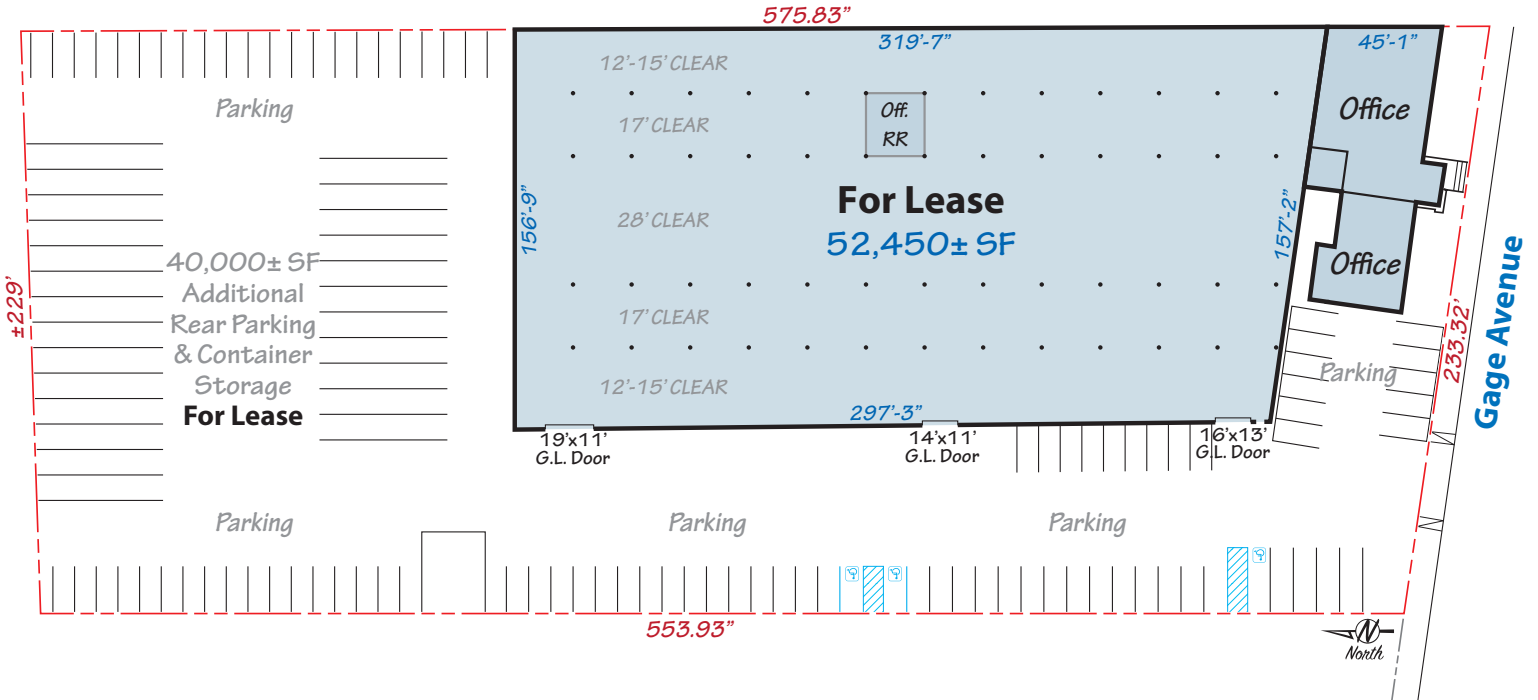 575.83”
319’-7”
45’-1”
12’-15’ CLEAR
Parking
Off.
RR
Office
17’ CLEAR
156’-9”
For Lease
157’-2”
28’ CLEAR
52,450± SF
40,000± SF
Additional
Rear Parking
& Container
Storage
For Lease
±229’
Office
Gage Avenue
17’ CLEAR
233.32’
Parking
12’-15’ CLEAR
297’-3”
19’x11’
G.L. Door
14’x11’
G.L. Door
16’x13’
G.L. Door
Parking
Parking
Parking
553.93”
N
North